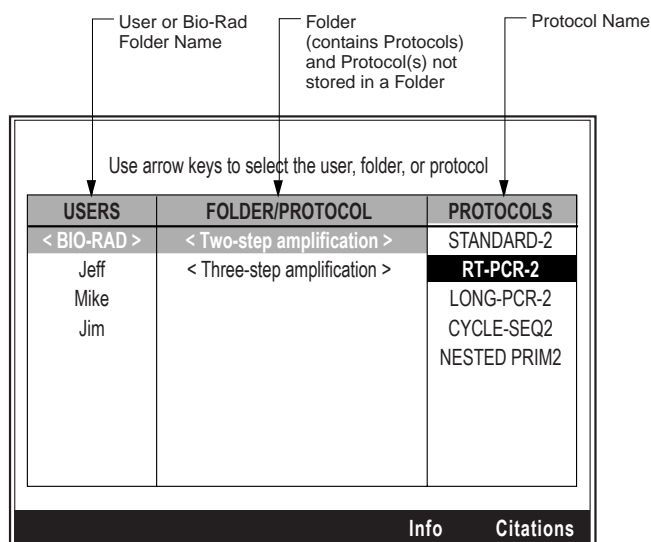 User or Bio-Rad
Folder Name
Folder
(contains Protocols)
and Protocol(s) not
stored in a Folder
Protocol Name
Use arrow keys to select the user, folder, or protocol
USERS FOLDER/PROTOCOL PROTOCOLS
< BIO-RAD > < Two-step amplification > STANDARD-2
Jeff < Three-step amplification > RT-PCR-2
Mike LONG-PCR-2
Jim CYCLE-SEQ2
NESTED PRIM2
Info Citations